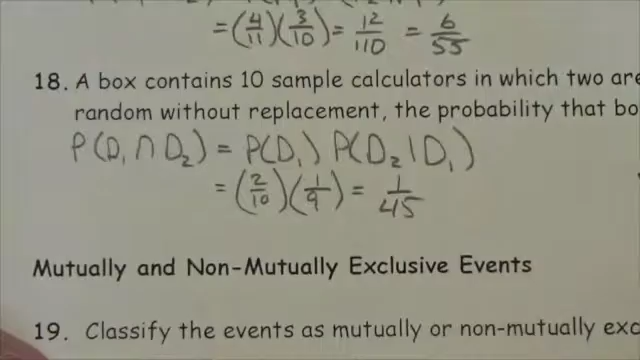 = (4/11)(3/10) = 12/110 = 6/55
18. A box contains 10 sample calculators in which two are
random without replacement, the probability that bo
P(D₁ ∩ D₂) = P(D₁) P(D₂ | D₁)
= (2/10)(1/9) = 1/45
Mutually and Non-Mutually Exclusive Events
19. Classify the events as mutually or non-mutually exc